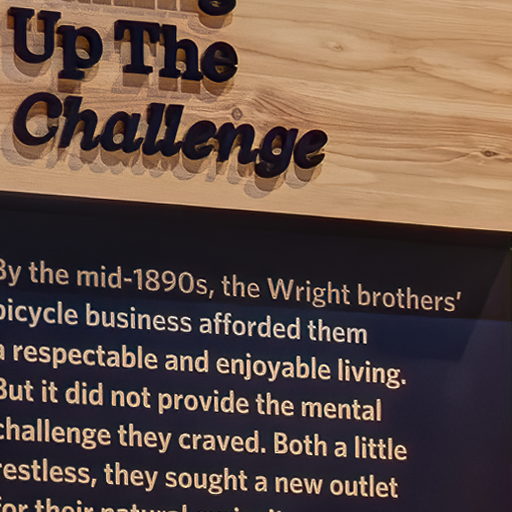 Up The
Challenge
By the mid-1890s, the Wright brothers'
bicycle business afforded them
a respectable and enjoyable living.
But it did not provide the mental
challenge they craved. Both a little
restless, they sought a new outlet
for their natural